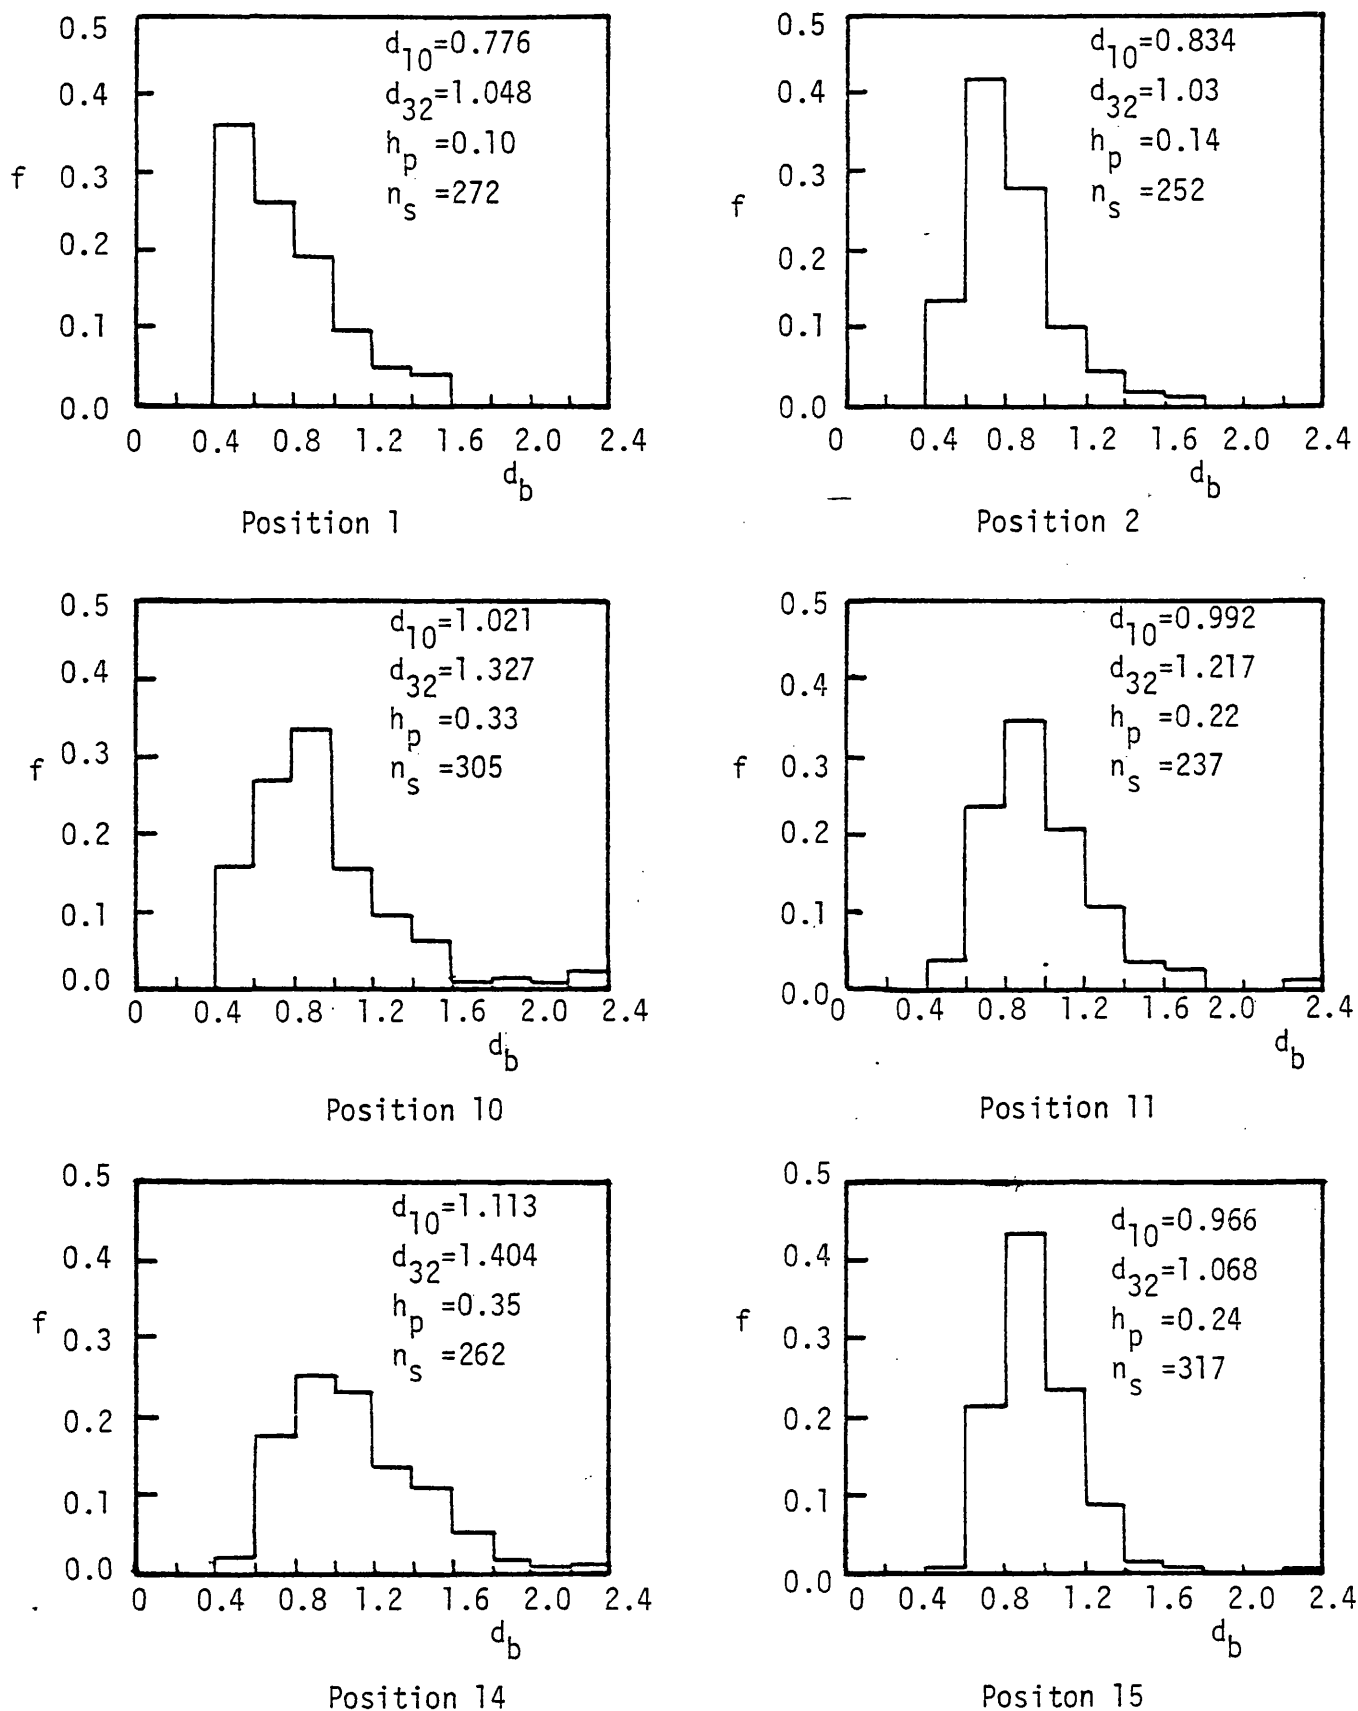 0.5
0.4
0.3
0.2
0.1
0.0
f
d10=0.776
d32=1.048
hp =0.10
ns =272
0 0.4 0.8 1.2 1.6 2.0 2.4
db
Position 1
0.5
0.4
0.3
0.2
0.1
0.0
f
d10=0.834
d32=1.03
hp =0.14
ns =252
0 0.4 0.8 1.2 1.6 2.0 2.4
db
Position 2
0.5
0.4
0.3
0.2
0.1
0.0
f
d10=1.021
d32=1.327
hp =0.33
ns =305
0 0.4 0.8 1.2 1.6 2.0 2.4
db
Position 10
0.5
0.4
0.3
0.2
0.1
0.0
f
d10=0.992
d32=1.217
hp =0.22
ns =237
0 0.4 0.8 1.2 1.6 2.0 2.4
db
Position 11
0.5
0.4
0.3
0.2
0.1
0.0
f
d10=1.113
d32=1.404
hp =0.35
ns =262
0 0.4 0.8 1.2 1.6 2.0 2.4
db
Position 14
0.5
0.4
0.3
0.2
0.1
0.0
f
d10=0.966
d32=1.068
hp =0.24
ns =317
0 0.4 0.8 1.2 1.6 2.0 2.4
db
Positon 15